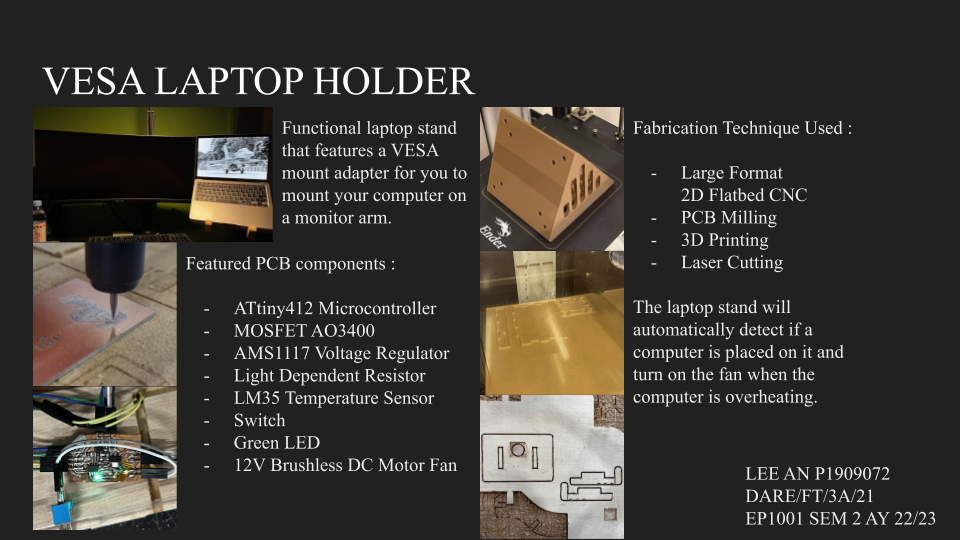 VESA LAPTOP HOLDER
Functional laptop stand
that features a VESA
mount adapter for you to
mount your computer on
a monitor arm.
Featured PCB components :
- ATtiny412 Microcontroller
- MOSFET AO3400
- AMS1117 Voltage Regulator
- Light Dependent Resistor
- LM35 Temperature Sensor
- Switch
- Green LED
- 12V Brushless DC Motor Fan
Ender
Fabrication Technique Used :
- Large Format
2D Flatbed CNC
- PCB Milling
- 3D Printing
- Laser Cutting
The laptop stand will
automatically detect if a
computer is placed on it and
turn on the fan when the
computer is overheating.
LEE AN P1909072
DARE/FT/3A/21
EP1001 SEM 2 AY 22/23